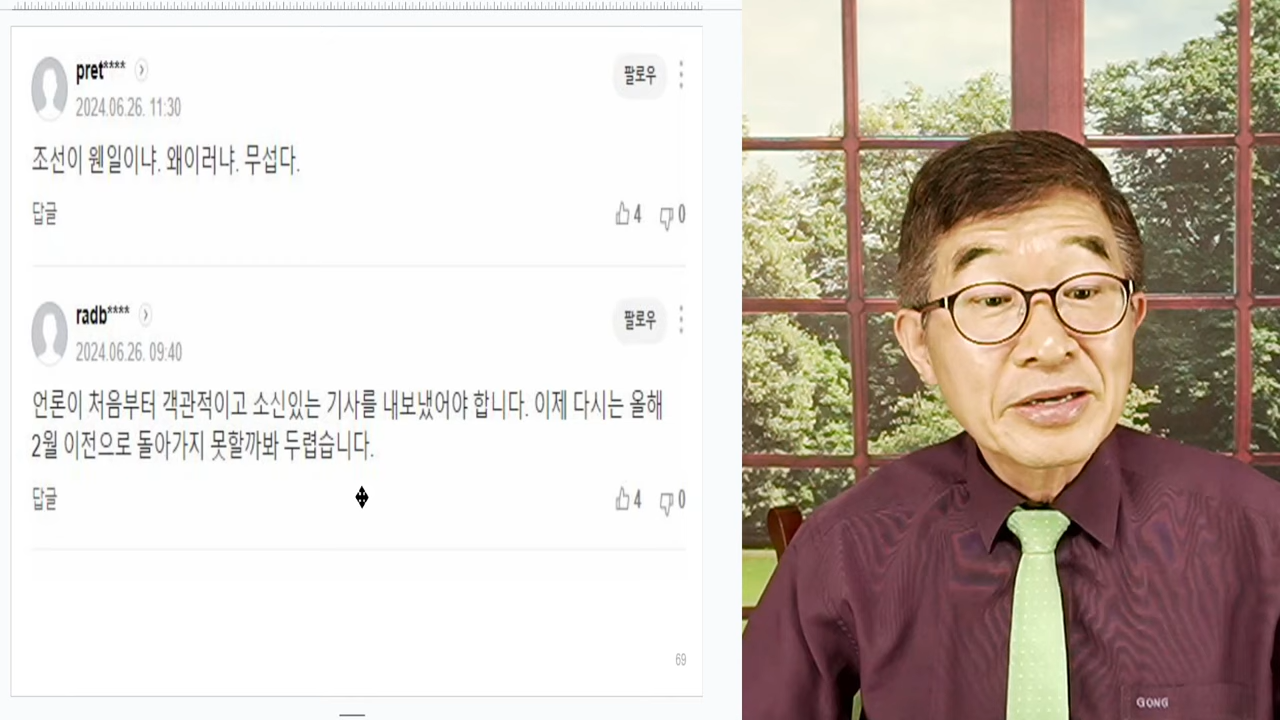 pret****
팔로우
2024.06.26. 11:30
조선이 웬일이냐. 왜이러냐. 무섭다.
답글
4 0
radb****
팔로우
2024.06.26. 09:40
언론이 처음부터 객관적이고 소신있는 기사를 내보냈어야 합니다. 이제 다시는 올해
2월 이전으로 돌아가지 못할까봐 두렵습니다.
답글
4 0
69
GONG